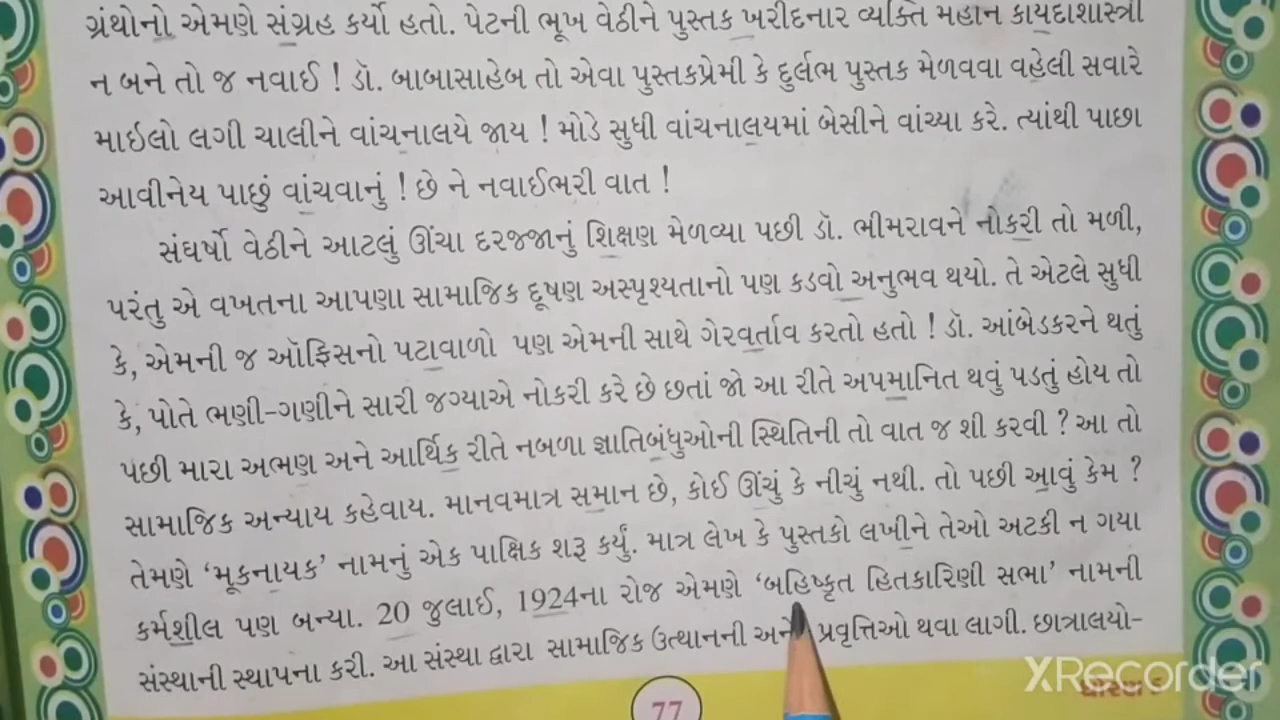 ગ્રંથોનો એમણે સંગ્રહ કર્યો હતો. પેટની ભૂખ વેઠીને પુસ્તક ખરીદનાર વ્યક્તિ મહાન કાયદાશાસ્ત્રી
ન બને તો જ નવાઈ ! ડૉ. બાબાસાહેબ તો એવા પુસ્તકપ્રેમી કે દુર્લભ પુસ્તક મેળવવા વહેલી સવારે
માઇલો લગી ચાલીને વાંચનાલયે જાય ! મોડે સુધી વાંચનાલયમાં બેસીને વાંચ્યા કરે. ત્યાંથી પાછા
આવીનેય પાછું વાંચવાનું ! છે ને નવાઈભરી વાત !
સંઘર્ષો વેઠીને આટલું ઊંચા દરજ્જાનું શિક્ષણ મેળવ્યા પછી ડૉ. ભીમરાવને નોકરી તો મળી,
પરંતુ એ વખતના આપણા સામાજિક દૂષણ અસ્પૃશ્યતાનો પણ કડવો અનુભવ થયો. તે એટલે સુધી
કે, એમની જ ઑફિસનો પટાવાળો પણ એમની સાથે ગેરવર્તાવ કરતો હતો ! ડૉ. આંબેડકરને થતું
કે, પોતે ભણી-ગણીને સારી જગ્યાએ નોકરી કરે છે છતાં જો આ રીતે અપમાનિત થવું પડતું હોય તો
પછી મારા અભણ અને આર્થિક રીતે નબળા જ્ઞાતિબંધુઓની સ્થિતિની તો વાત જ શી કરવી ? આ તો
સામાજિક અન્યાય કહેવાય. માનવમાત્ર સમાન છે, કોઈ ઊંચું કે નીચું નથી. તો પછી આવું કેમ ?
તેમણે ‘મૂકનાયક’ નામનું એક પાક્ષિક શરૂ કર્યું. માત્ર લેખ કે પુસ્તકો લખીને તેઓ અટકી ન ગયા
કર્મશીલ પણ બન્યા. 20 જુલાઈ, 1924ના રોજ એમણે ‘બહિષ્કૃત હિતકારિણી સભા’ નામની
સંસ્થાની સ્થાપના કરી. આ સંસ્થા દ્વારા સામાજિક ઉત્થાનની પ્રવૃત્તિઓ થવા લાગી. છાત્રાલયો-
77
XRecorder